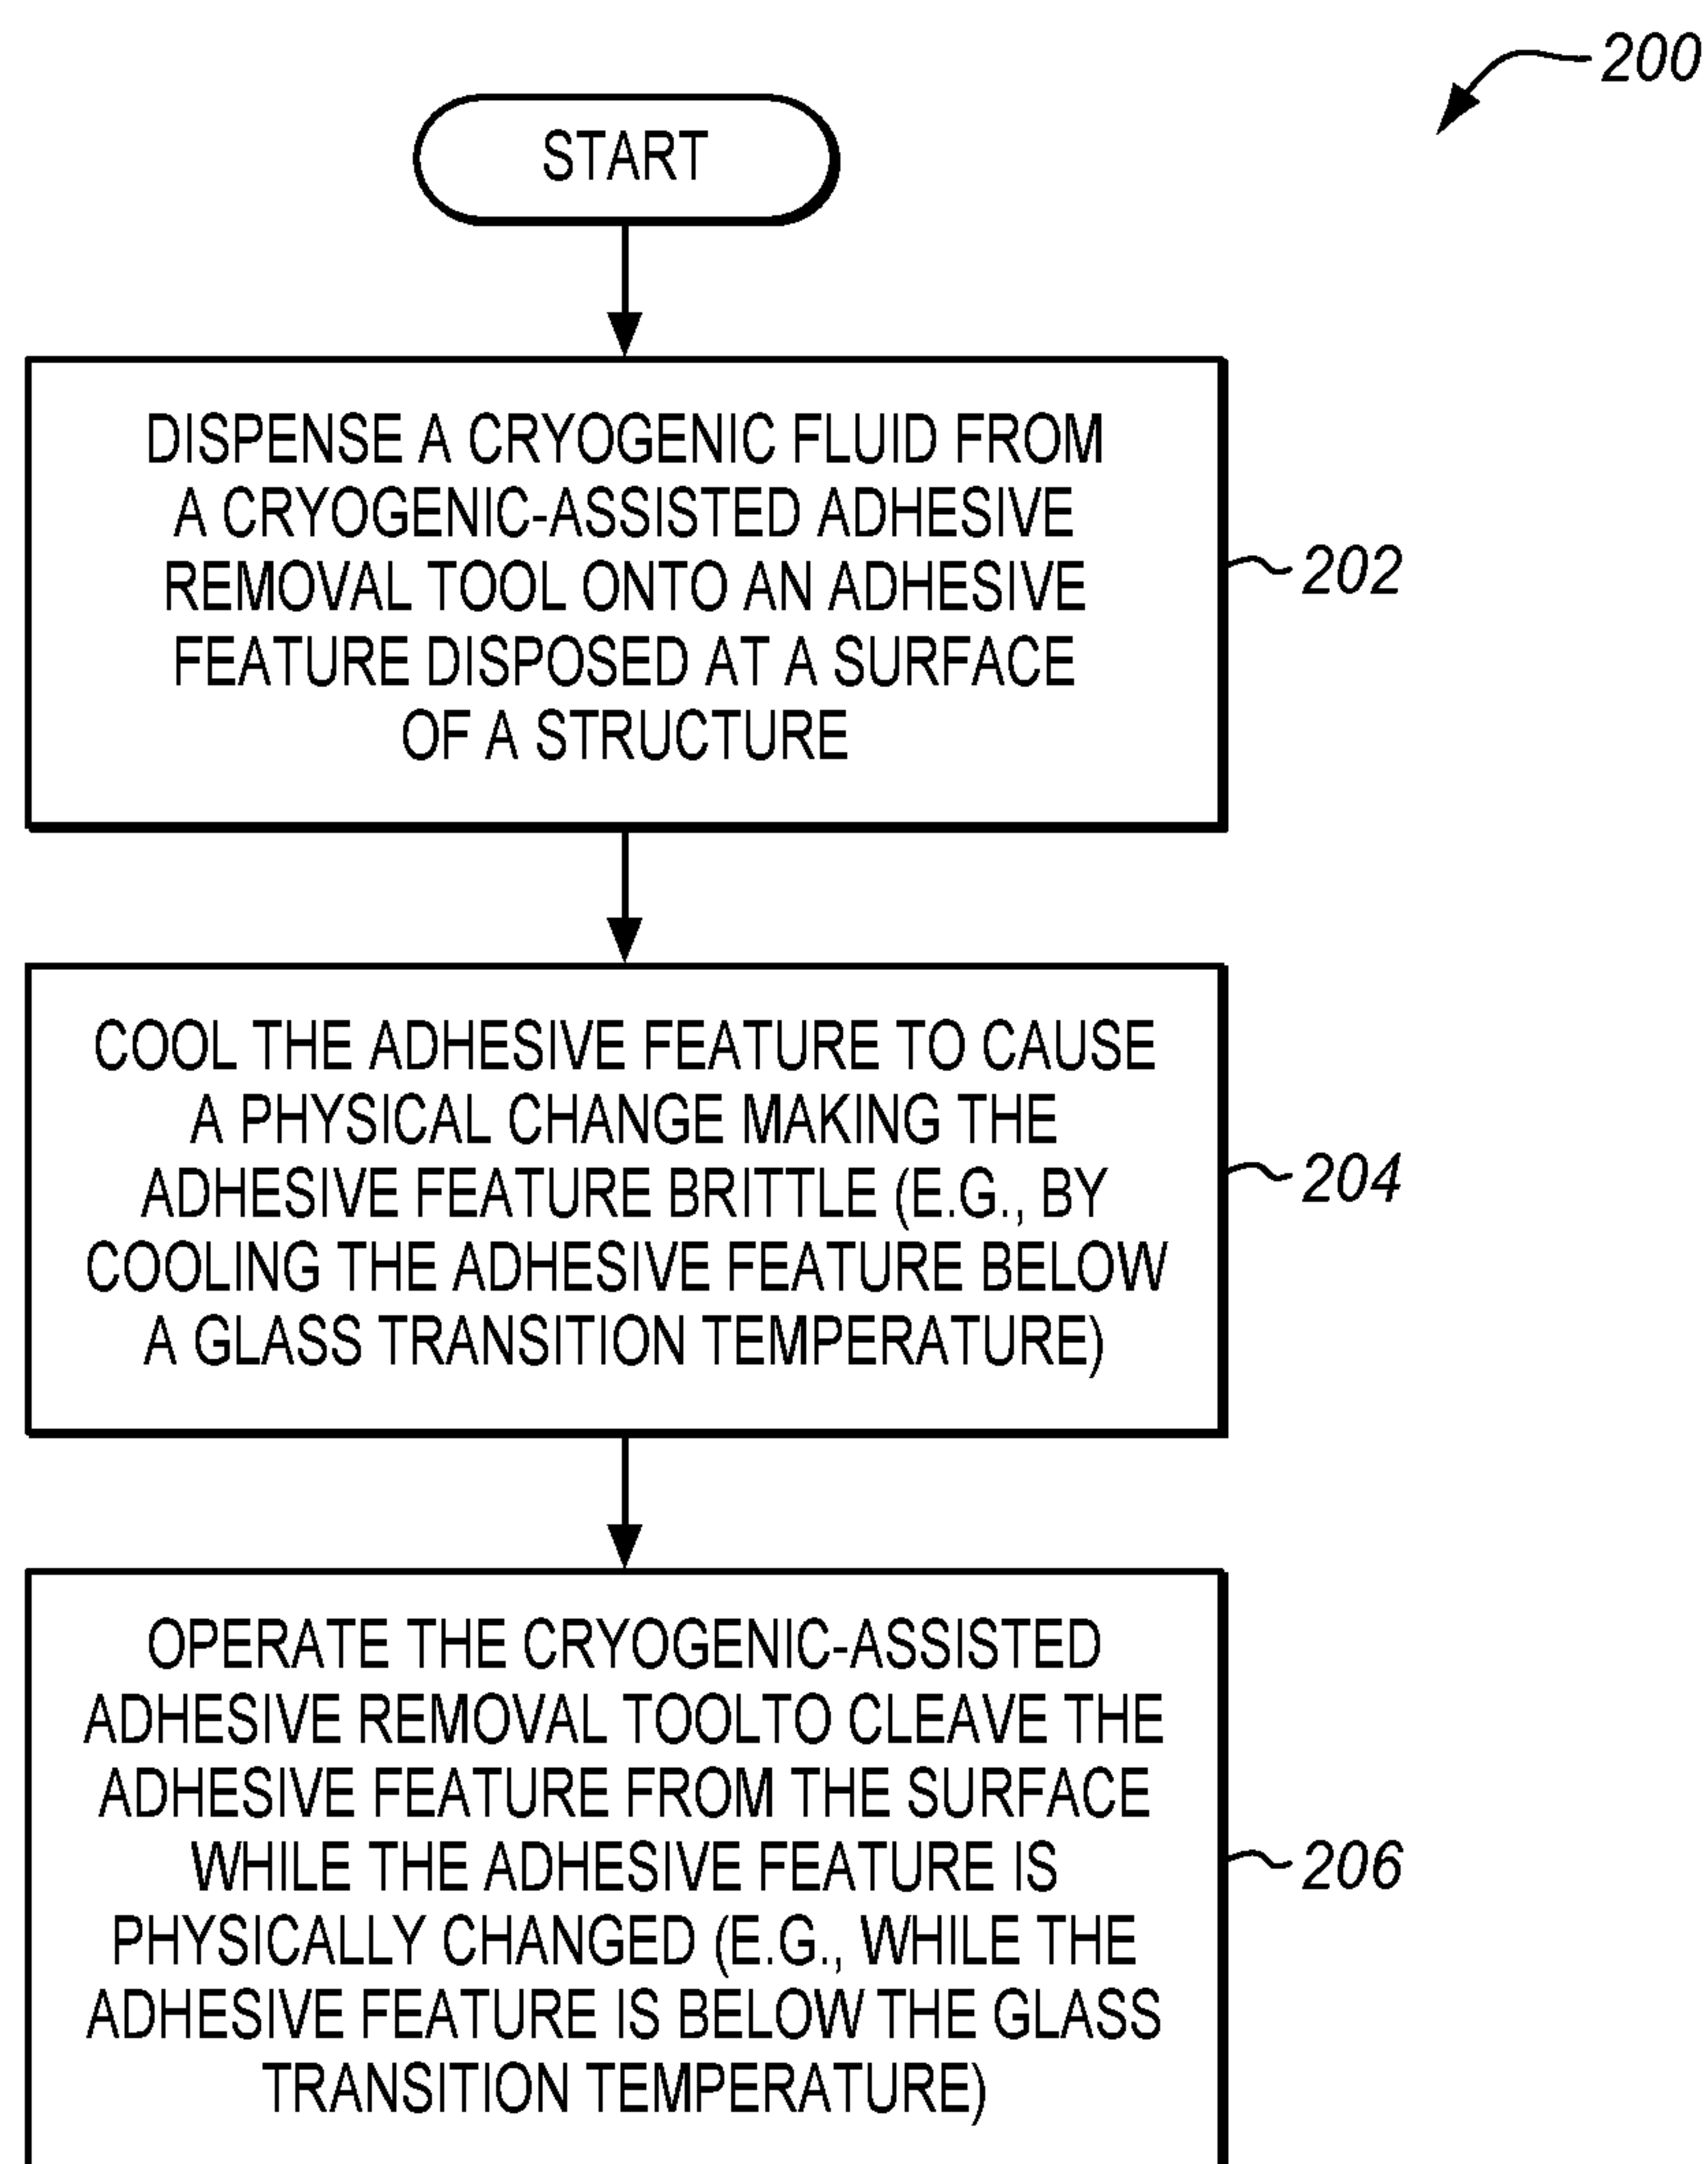 200
START
DISPENSE A CRYOGENIC FLUID FROM
A CRYOGENIC-ASSISTED ADHESIVE
REMOVAL TOOL ONTO AN ADHESIVE
FEATURE DISPOSED AT A SURFACE
OF A STRUCTURE
202
COOL THE ADHESIVE FEATURE TO CAUSE
A PHYSICAL CHANGE MAKING THE
ADHESIVE FEATURE BRITTLE (E.G., BY
COOLING THE ADHESIVE FEATURE BELOW
A GLASS TRANSITION TEMPERATURE)
204
OPERATE THE CRYOGENIC-ASSISTED
ADHESIVE REMOVAL TOOLTO CLEAVE THE
ADHESIVE FEATURE FROM THE SURFACE
WHILE THE ADHESIVE FEATURE IS
PHYSICALLY CHANGED (E.G., WHILE THE
ADHESIVE FEATURE IS BELOW THE GLASS
TRANSITION TEMPERATURE)
206